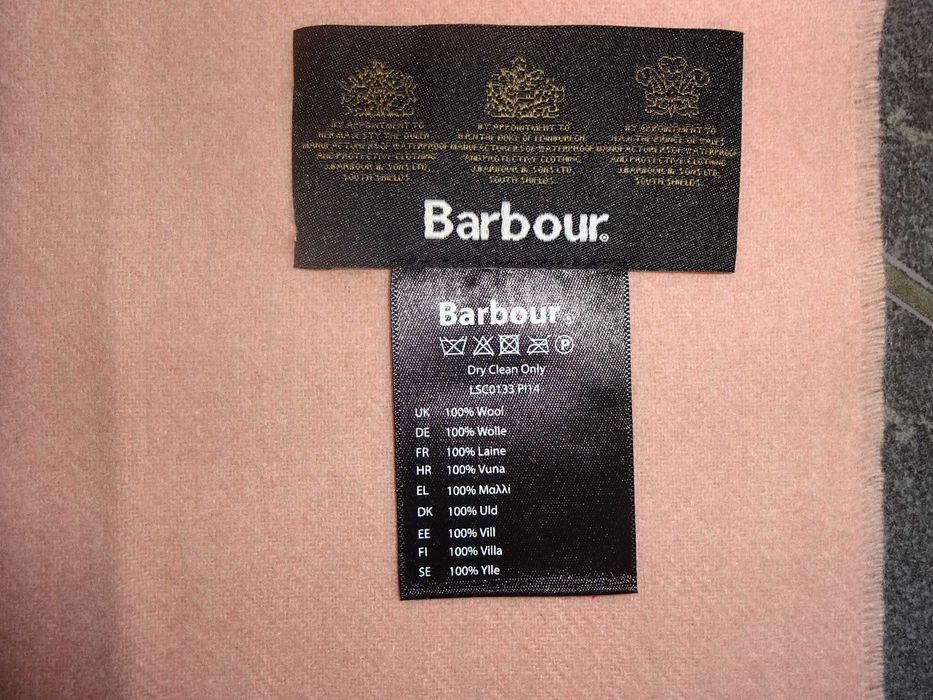 BY APPOINTMENT TO
HER MAJESTY THE QUEEN
MANUFACTURERS OF WATERPROOF
AND PROTECTIVE CLOTHING
J.BARBOUR & SONS LTD,
SOUTH SHIELDS.
BY APPOINTMENT TO
H.R.H. THE DUKE OF EDINBURGH
MANUFACTURERS OF WATERPROOF
AND PROTECTIVE CLOTHING
J.BARBOUR & SONS LTD,
SOUTH SHIELDS.
BY APPOINTMENT TO
H.R.H. THE PRINCE OF WALES
MANUFACTURERS OF WATERPROOF
AND PROTECTIVE CLOTHING
J.BARBOUR & SONS LTD,
SOUTH SHIELDS.
Barbour®
Barbour®
P
Dry Clean Only
LSC0133 PI14
UK 100% Wool
DE 100% Wolle
FR 100% Laine
HR 100% Vuna
EL 100% Μαλλί
DK 100% Uld
EE 100% Vill
FI 100% Villa
SE 100% Ylle